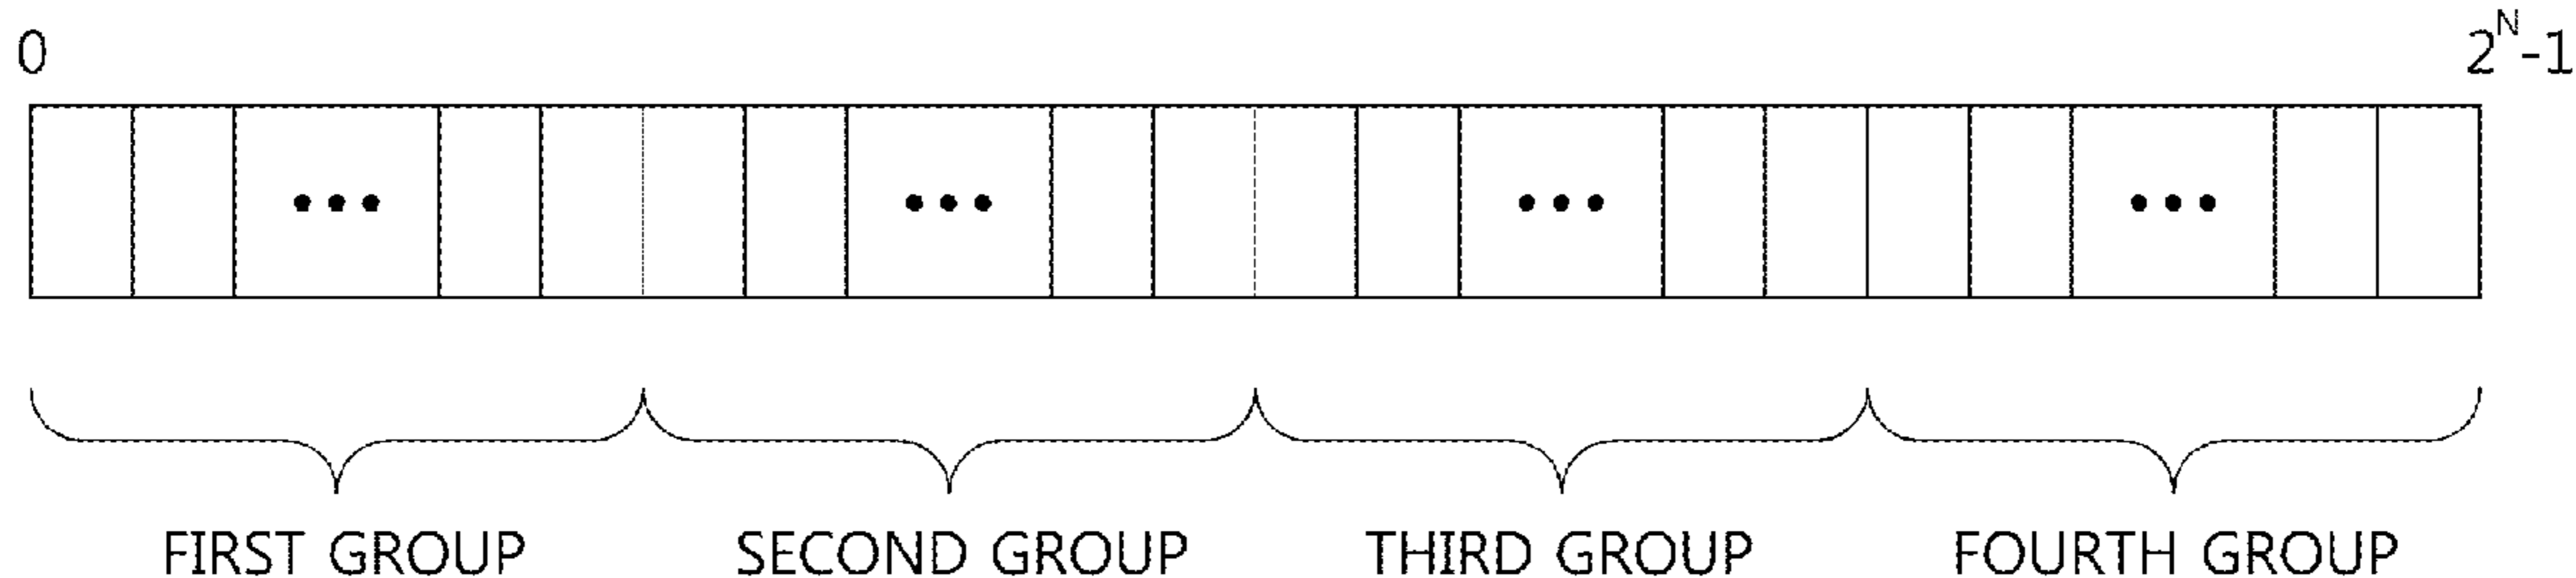 0 2^N-1
••• ••• ••• •••
FIRST GROUP SECOND GROUP THIRD GROUP FOURTH GROUP